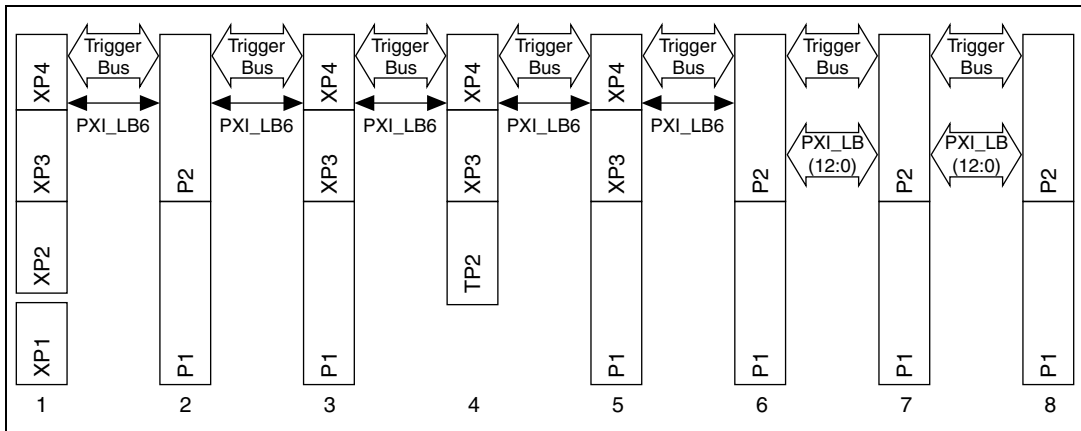 Trigger
Bus
Trigger
Bus
Trigger
Bus
Trigger
Bus
Trigger
Bus
Trigger
Bus
Trigger
Bus
XP4
XP4
XP4
XP4
PXI_LB6
PXI_LB6
PXI_LB6
PXI_LB6
PXI_LB6
PXI_LB
(12:0)
PXI_LB
(12:0)
XP3
P2
XP3
XP3
XP3
P2
P2
P2
XP2
TP2
XP1
P1
P1
P1
P1
P1
P1
1 2 3 4 5 6 7 8